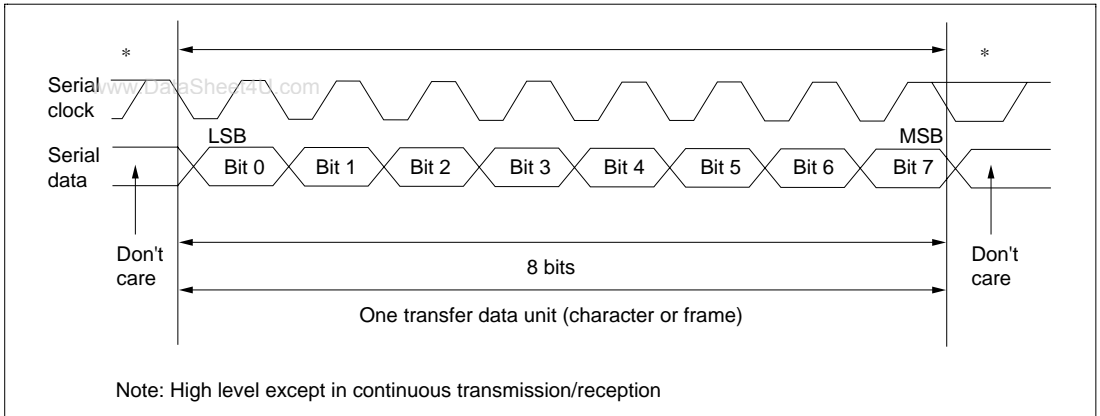 * *
Serial
clock
www.DataSheet4U.com
LSB MSB
Serial
data
Bit 0 Bit 1 Bit 2 Bit 3 Bit 4 Bit 5 Bit 6 Bit 7
Don't
care
Don't
care
8 bits
One transfer data unit (character or frame)
Note: High level except in continuous transmission/reception